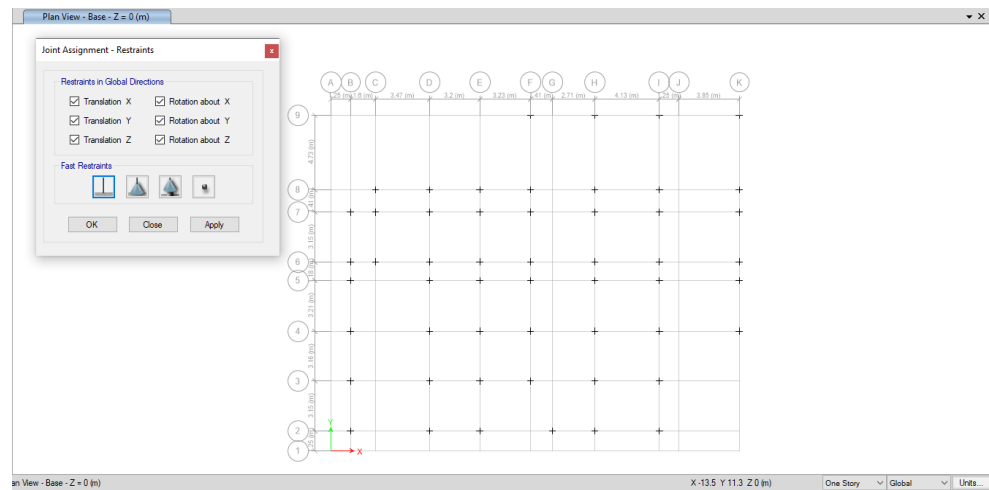 Plan View - Base - Z = 0 (m)
Joint Assignment - Restraints
Restraints in Global Directions
Translation X
Rotation about X
Translation Y
Rotation about Y
Translation Z
Rotation about Z
Fast Restraints
OK
Close
Apply
A
B
C
D
E
F
G
H
I
J
K
3.47 (m)
3.2 (m)
3.23 (m)
2.71 (m)
4.13 (m)
3.85 (m)
9
4.73 (m)
8
7
3.15 (m)
6
5
3.21 (m)
4
3.16 (m)
3
3.15 (m)
2
1
Y
X
an View - Base - Z = 0 (m)
X -13.5 Y 11.3 Z 0 (m)
One Story
Global
Units...